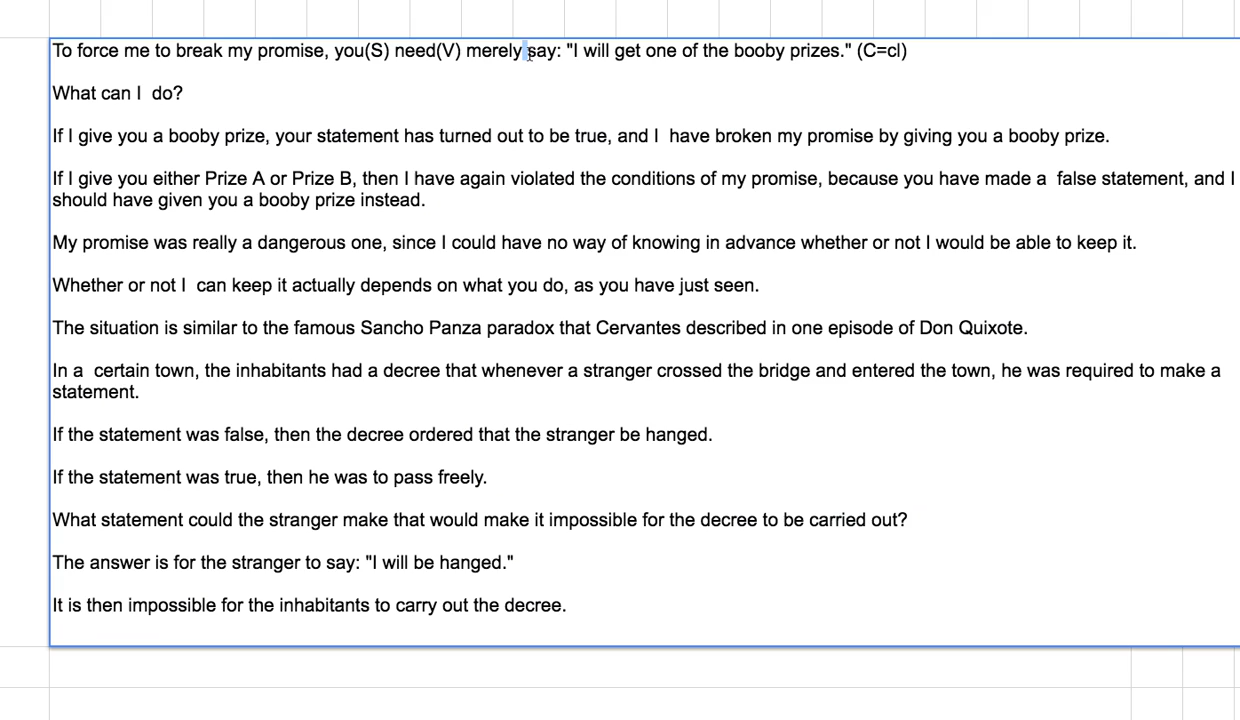 To force me to break my promise, you(S) need(V) merely say: "I will get one of the booby prizes." (C=cl)
What can I  do?
If I give you a booby prize, your statement has turned out to be true, and I  have broken my promise by giving you a booby prize.
If I give you either Prize A or Prize B, then I have again violated the conditions of my promise, because you have made a  false statement, and I
should have given you a booby prize instead.
My promise was really a dangerous one, since I could have no way of knowing in advance whether or not I would be able to keep it.
Whether or not I  can keep it actually depends on what you do, as you have just seen.
The situation is similar to the famous Sancho Panza paradox that Cervantes described in one episode of Don Quixote.
In a  certain town, the inhabitants had a decree that whenever a stranger crossed the bridge and entered the town, he was required to make a
statement.
If the statement was false, then the decree ordered that the stranger be hanged.
If the statement was true, then he was to pass freely.
What statement could the stranger make that would make it impossible for the decree to be carried out?
The answer is for the stranger to say: "I will be hanged."
It is then impossible for the inhabitants to carry out the decree.